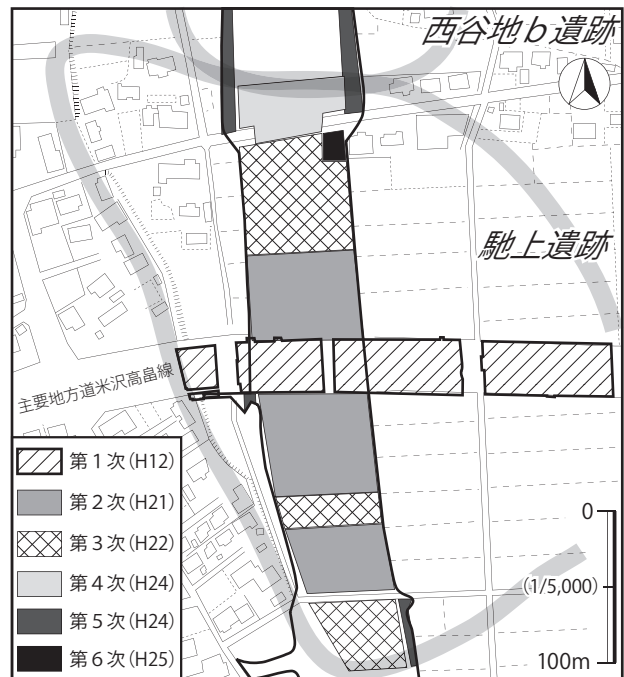 西谷地b遺跡
馳上遺跡
主要地方道米沢高畠線
第1次(H12)
第2次(H21)
第3次(H22)
第4次(H24)
第5次(H24)
第6次(H25)
0
(1/5,000)
100m